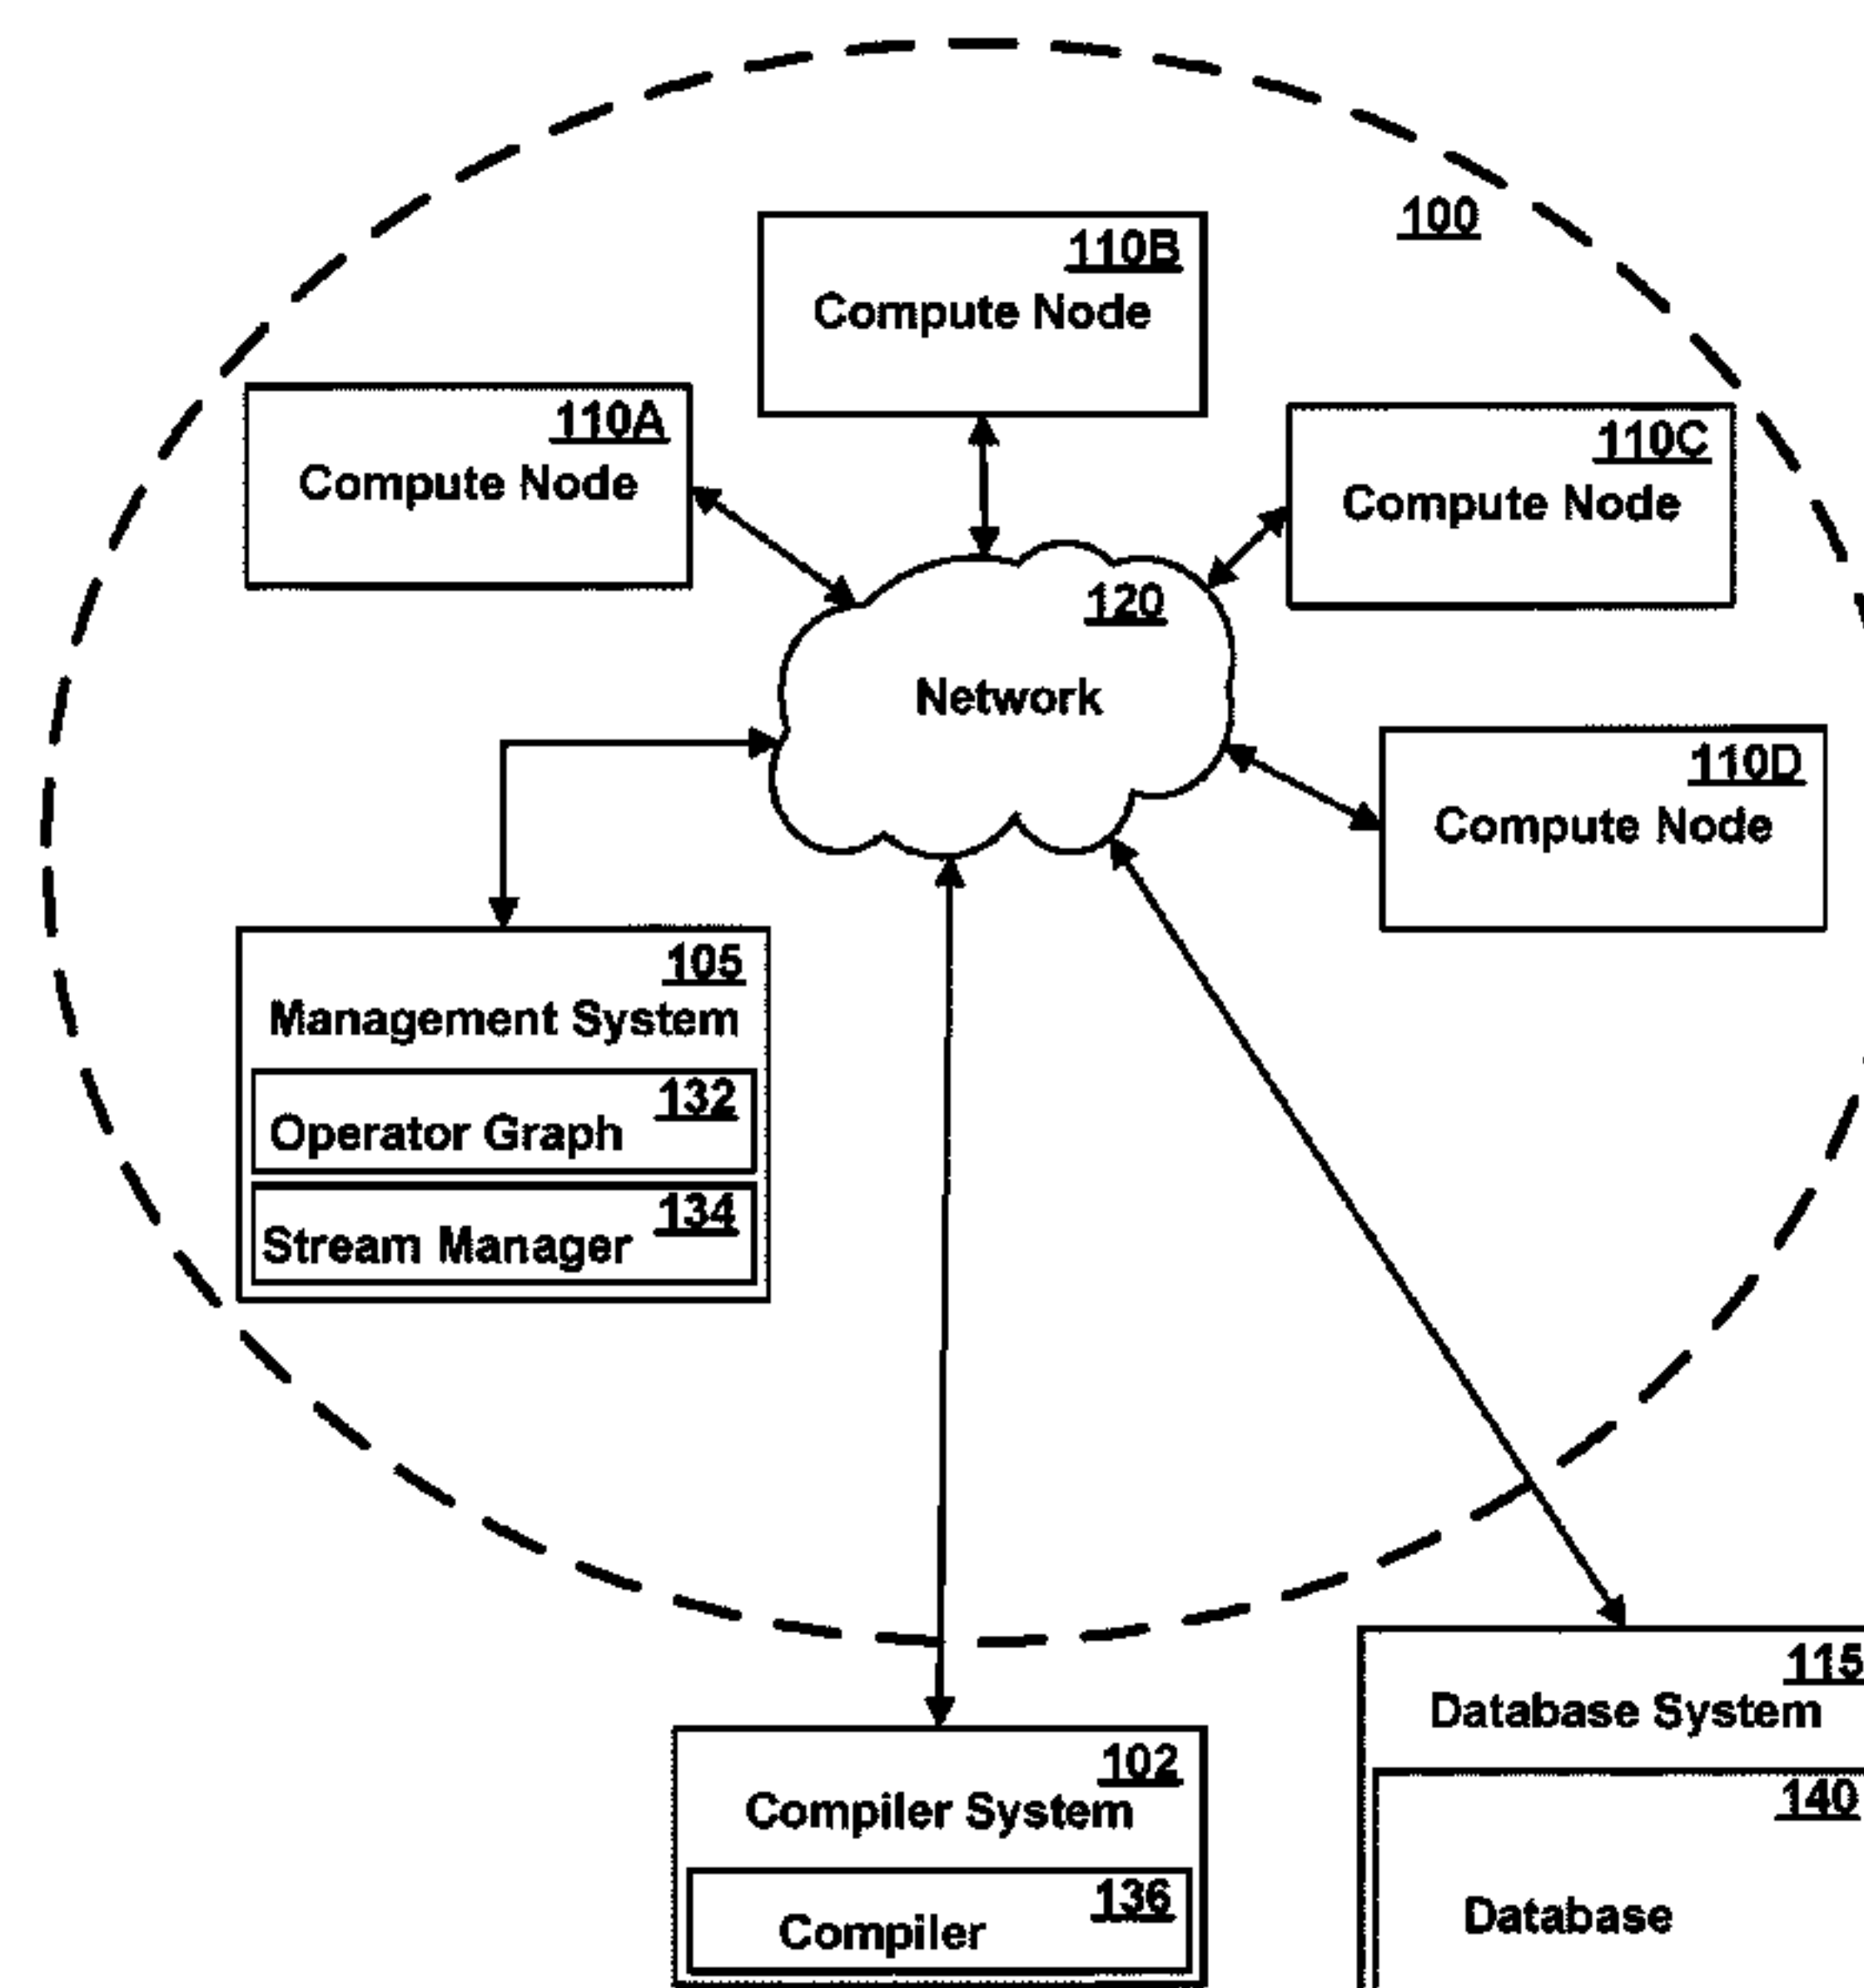 100
110B
Compute Node
110A
Compute Node
110C
Compute Node
120
Network
110D
Compute Node
105
Management System
132
Operator Graph
134
Stream Manager
115
Database System
102
Compiler System
140
Database
136
Compiler